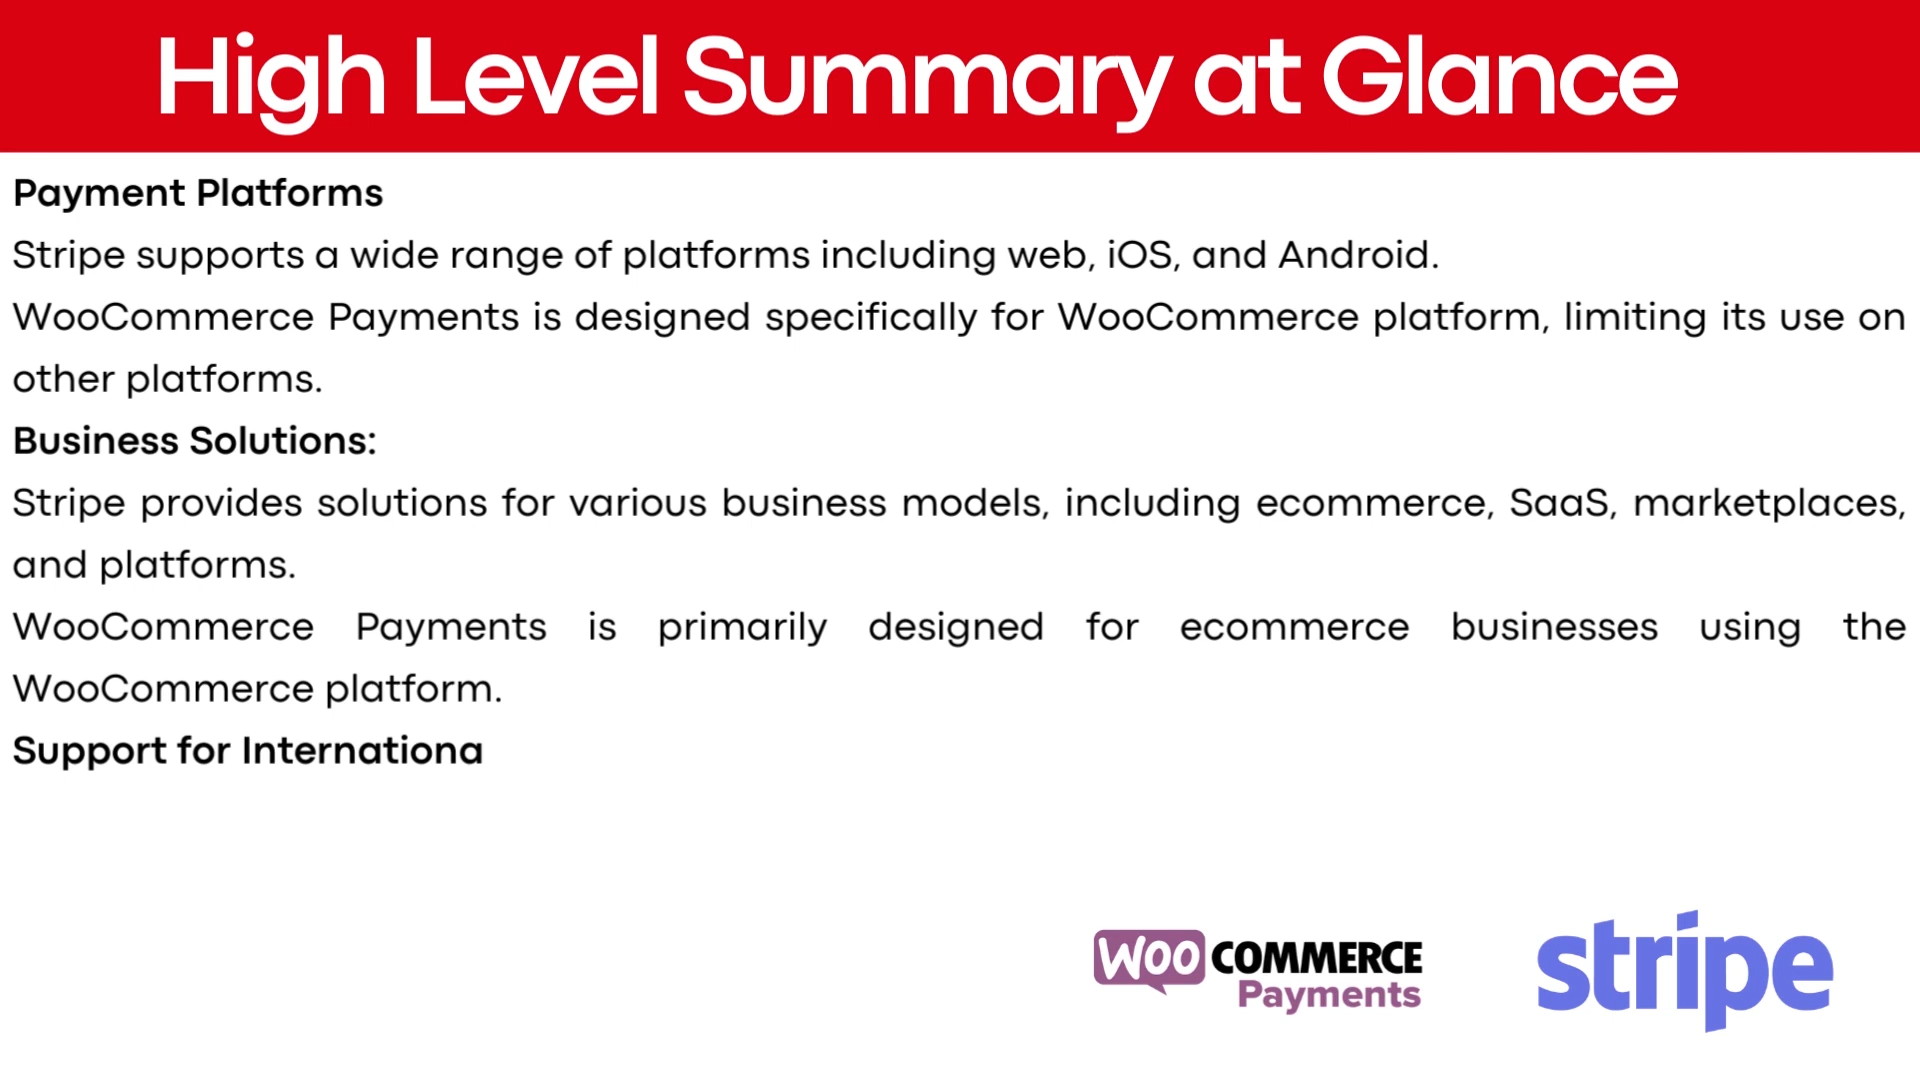 High Level Summary at Glance
Payment Platforms
Stripe supports a wide range of platforms including web, iOS, and Android.
WooCommerce Payments is designed specifically for WooCommerce platform, limiting its use on
other platforms.
Business Solutions:
Stripe provides solutions for various business models, including ecommerce, SaaS, marketplaces,
and platforms.
WooCommerce Payments is primarily designed for ecommerce businesses using the
WooCommerce platform.
Support for Internationa
WOO COMMERCE
Payments
stripe